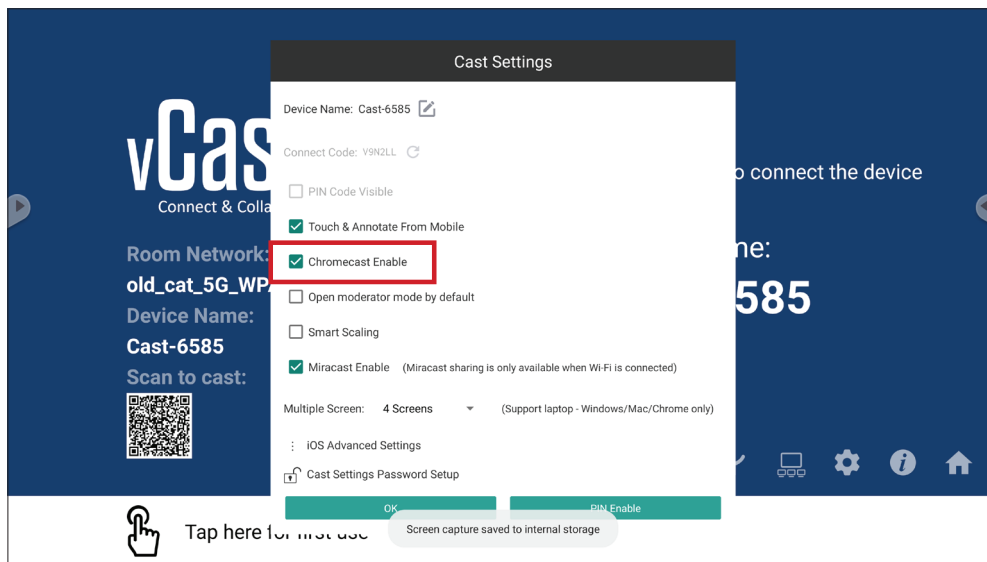 Cast Settings
Device Name: Cast-6585
Connect Code: V9N2LL
PIN Code Visible
Touch & Annotate From Mobile
Chromecast Enable
Open moderator mode by default
Smart Scaling
Miracast Enable (Miracast sharing is only available when Wi-Fi is connected)
Multiple Screen: 4 Screens (Support laptop - Windows/Mac/Chrome only)
iOS Advanced Settings
Cast Settings Password Setup
OK
PIN Enable
Screen capture saved to internal storage
vCas
Connect & Colla
Room Network:
old_cat_5G_WPA
Device Name:
Cast-6585
Scan to cast:
o connect the device
me:
585
Tap here for first use